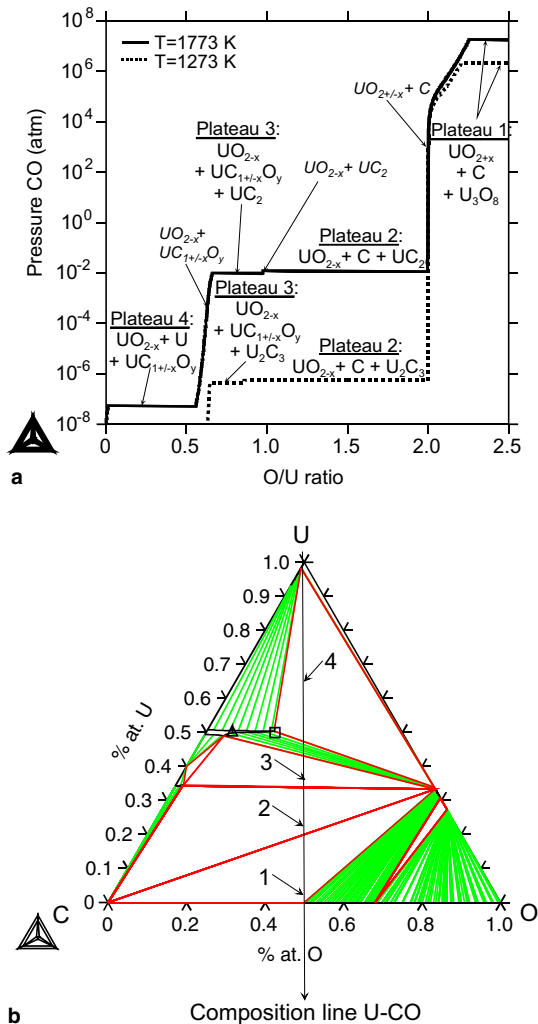 Pressure CO (atm)
10^8
10^6
10^4
10^2
10^0
10^-2
10^-4
10^-6
10^-8
T=1773 K
T=1273 K
UO2+/-x + C
Plateau 3:
UO2-x
+ UC1+/-xOy
+ UC2
UO2-x + UC2
Plateau 1:
UO2+x
+ C
+ U3O8
UO2-x +
UC1+/-xOy
Plateau 2:
UO2-x + C + UC2
Plateau 3:
UO2-x
+ UC1+/-xOy
+ U2C3
Plateau 4:
UO2-x + U
+ UC1+/-xOy
Plateau 2:
UO2-x + C + U2C3
0.0 0.5 1.0 1.5 2.0 2.5
O/U ratio
a
U
1.0
0.9
0.8
0.7
0.6
0.5
0.4
0.3
0.2
0.1
0
% at. U
4
3
2
1
C
O
0 0.2 0.4 0.6 0.8 1.0
% at. O
Composition line U-CO
b